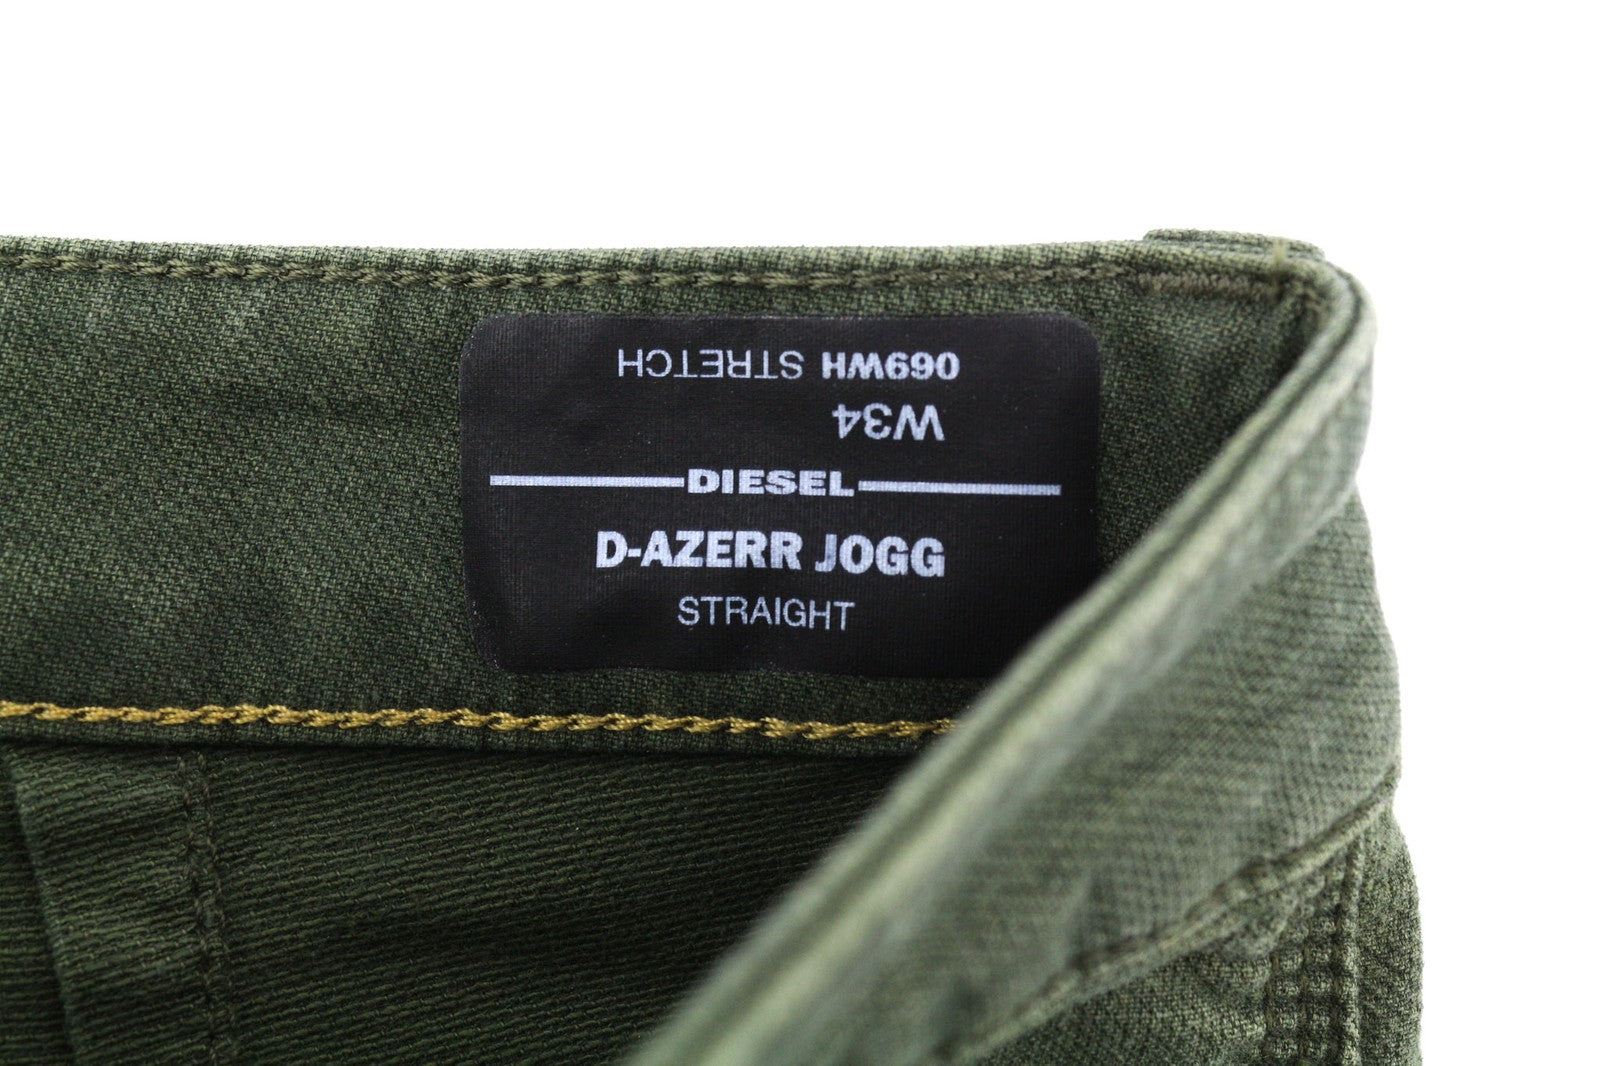 069WH STRETCH
W34
DIESEL
D-AZERR JOGG
STRAIGHT